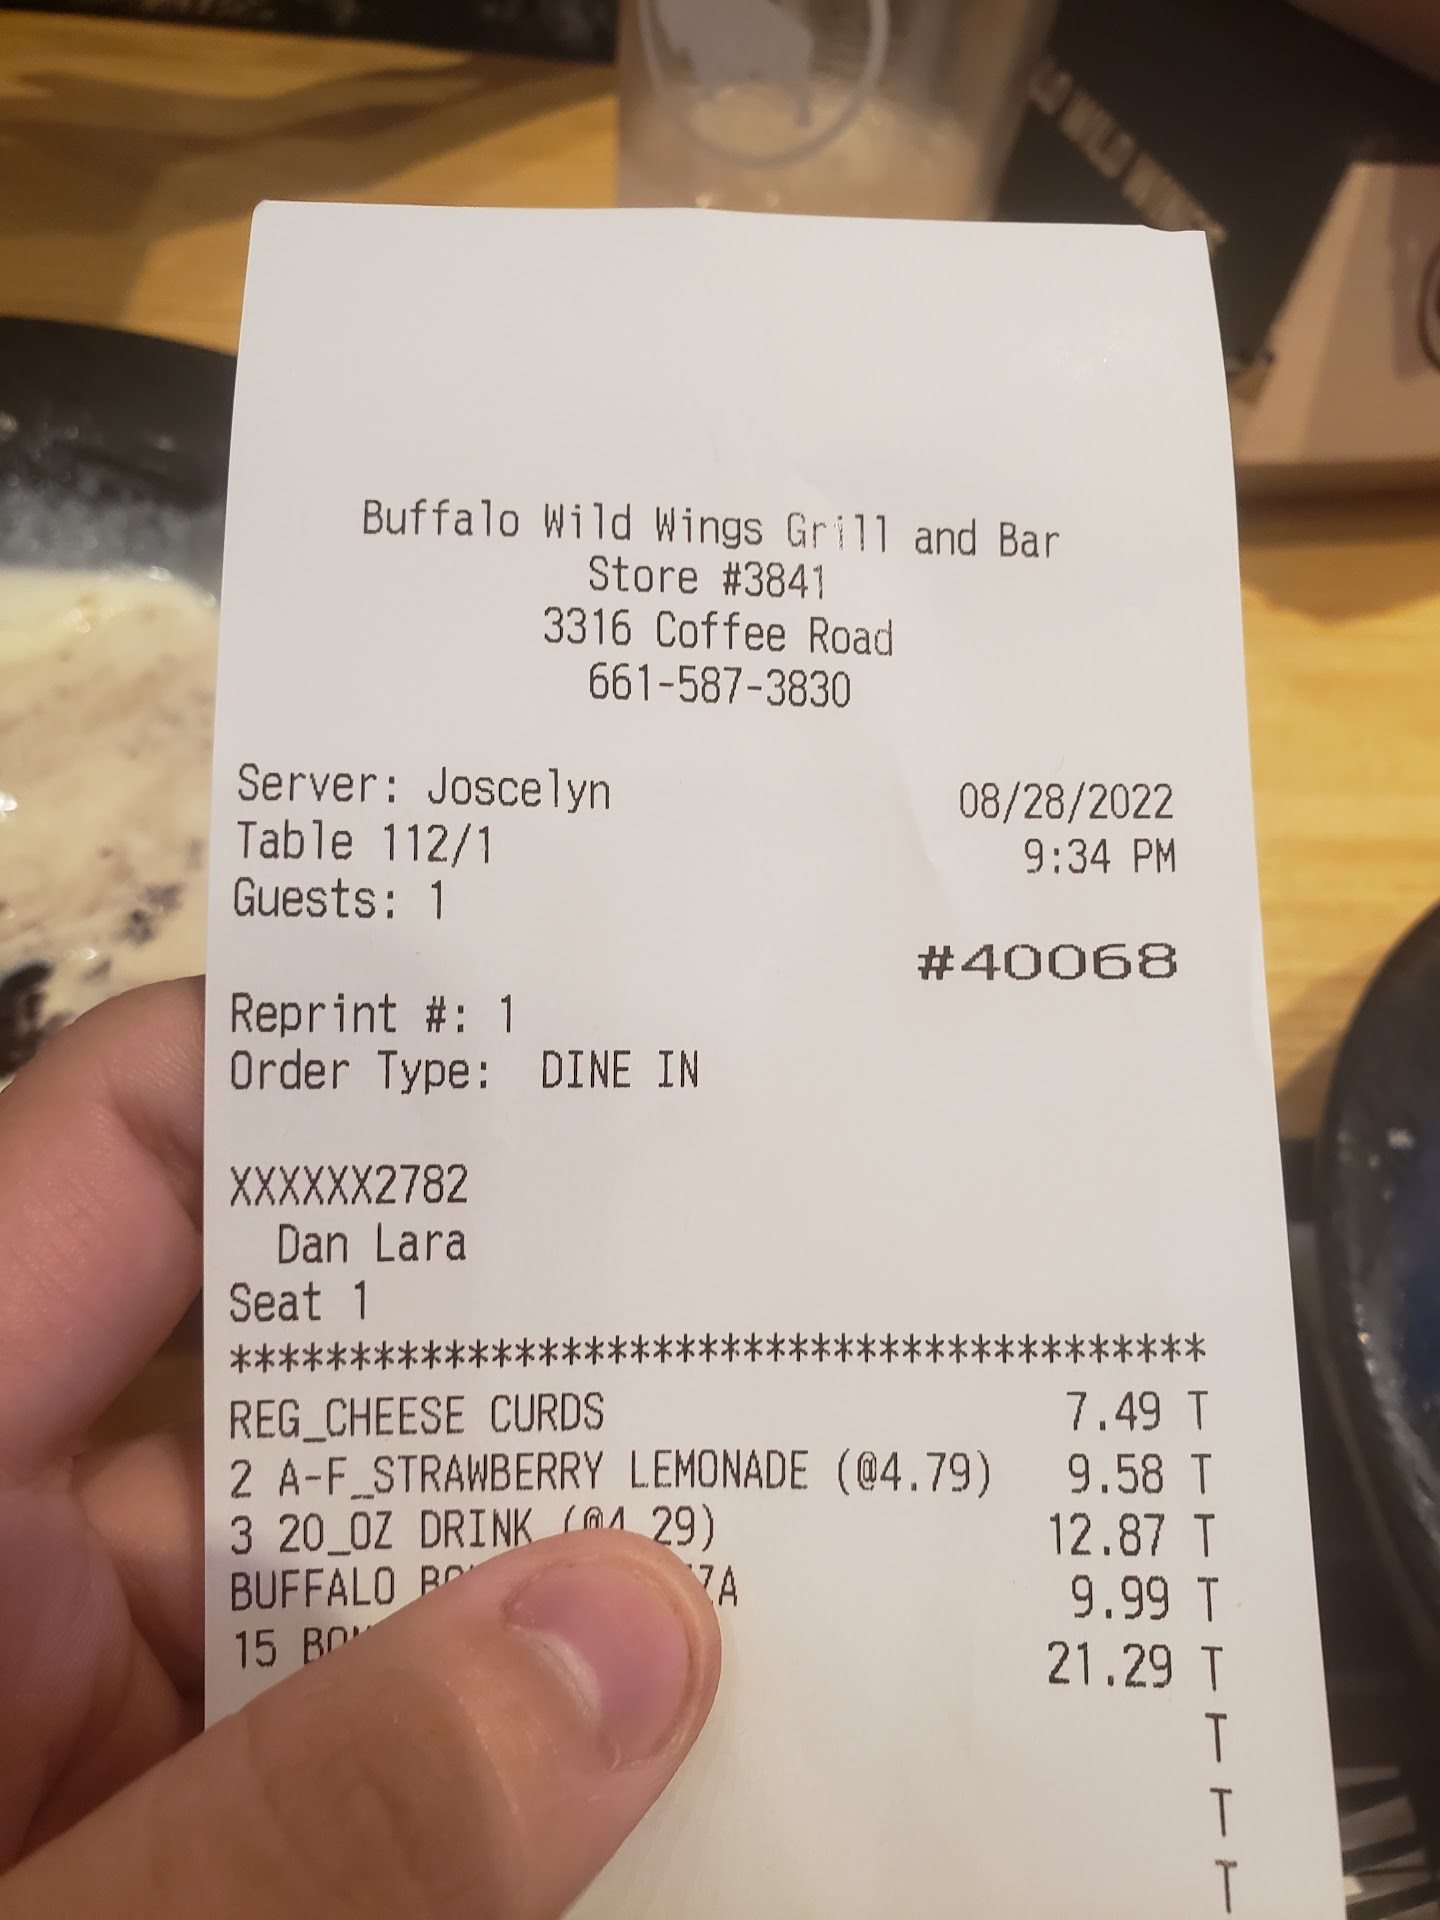 WILD
Buffalo Wild Wings Grill and Bar
Store #3841
3316 Coffee Road
661-587-3830
Server: Joscelyn 08/28/2022
Table 112/1 9:34 PM
Guests: 1
#40068
Reprint #: 1
Order Type: DINE IN
XXXXXX2782
Dan Lara
Seat 1
*****************************************
REG_CHEESE CURDS 7.49 T
2 A-F_STRAWBERRY LEMONADE (@4.79) 9.58 T
3 20_OZ DRINK (@4.29) 12.87 T
BUFFALO 9.99 T
15 21.29 T
T
T
T